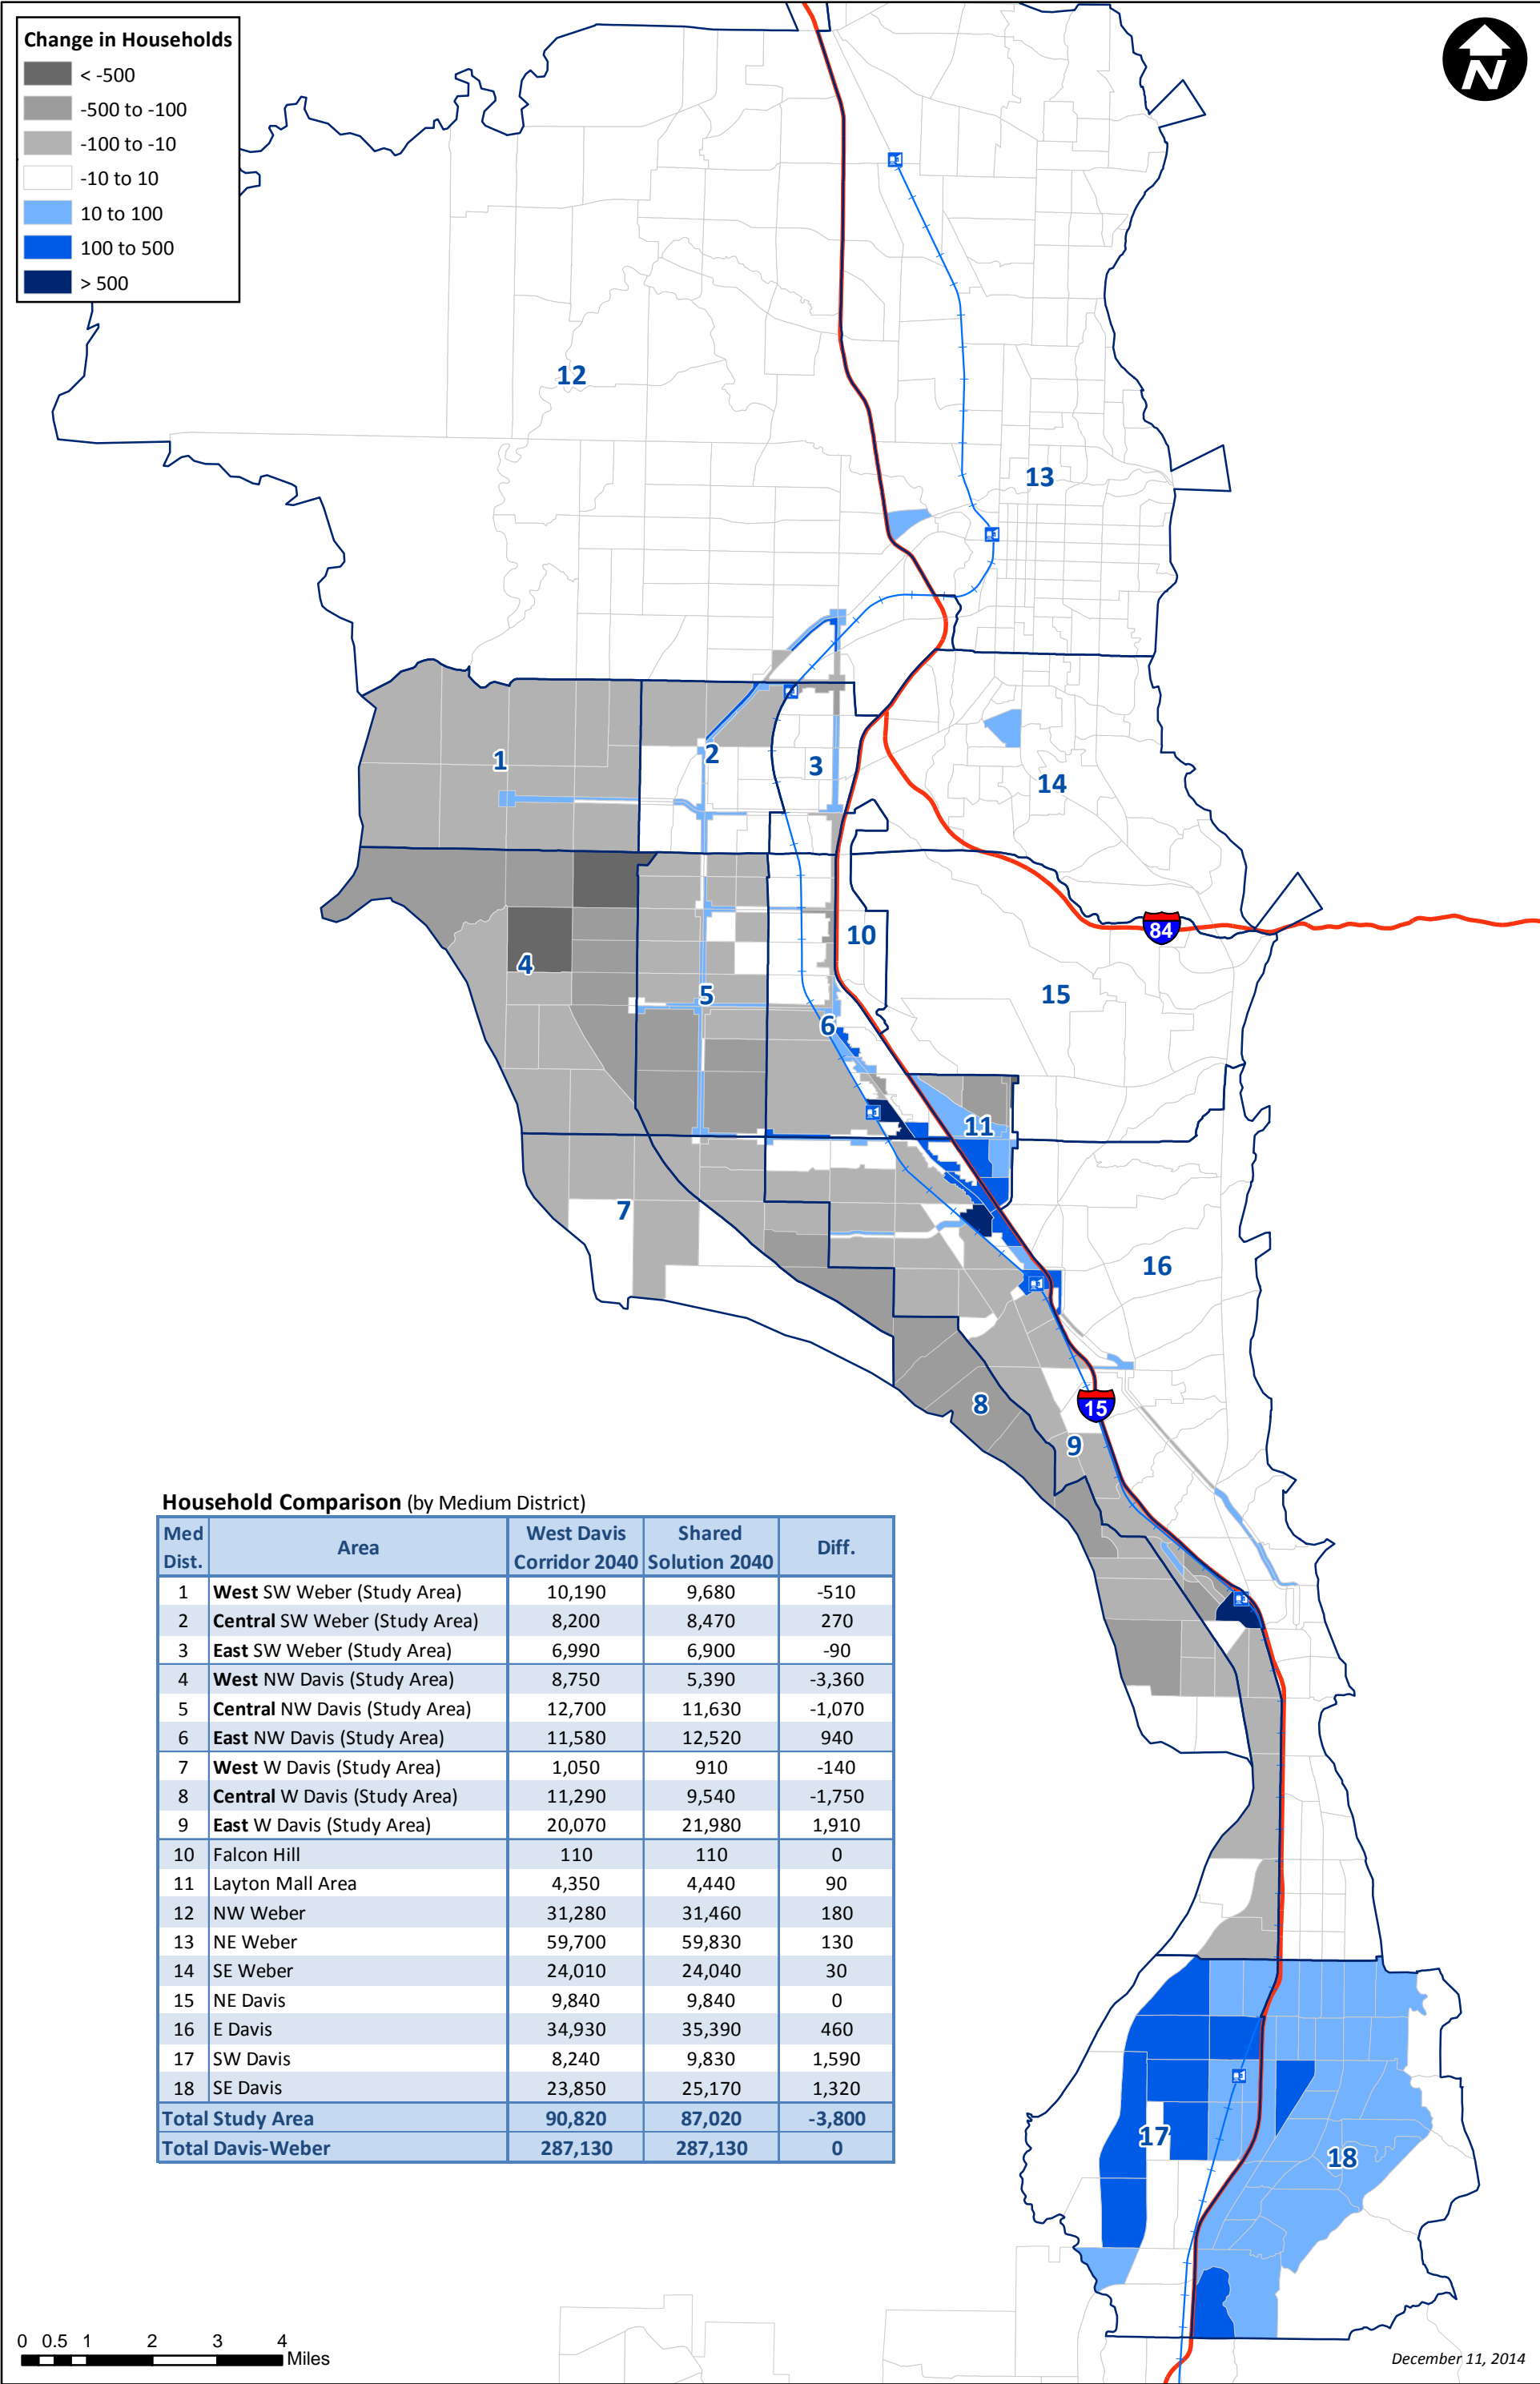 Change in Households
< -500
-500 to -100
-100 to -10
-10 to 10
10 to 100
100 to 500
> 500
N
12
13
1
2
3
14
84
10
4
15
5
6
11
7
16
8
15
9
Household Comparison (by Medium District)
Med Dist. Area West Davis Corridor 2040 Shared Solution 2040 Diff.
1 West SW Weber (Study Area) 10,190 9,680 -510
2 Central SW Weber (Study Area) 8,200 8,470 270
3 East SW Weber (Study Area) 6,990 6,900 -90
4 West NW Davis (Study Area) 8,750 5,390 -3,360
5 Central NW Davis (Study Area) 12,700 11,630 -1,070
6 East NW Davis (Study Area) 11,580 12,520 940
7 West W Davis (Study Area) 1,050 910 -140
8 Central W Davis (Study Area) 11,290 9,540 -1,750
9 East W Davis (Study Area) 20,070 21,980 1,910
10 Falcon Hill 110 110 0
11 Layton Mall Area 4,350 4,440 90
12 NW Weber 31,280 31,460 180
13 NE Weber 59,700 59,830 130
14 SE Weber 24,010 24,040 30
15 NE Davis 9,840 9,840 0
16 E Davis 34,930 35,390 460
17 SW Davis 8,240 9,830 1,590
18 SE Davis 23,850 25,170 1,320
Total Study Area 90,820 87,020 -3,800
Total Davis-Weber 287,130 287,130 0
17
18
0 0.5 1 2 3 4
Miles
December 11, 2014